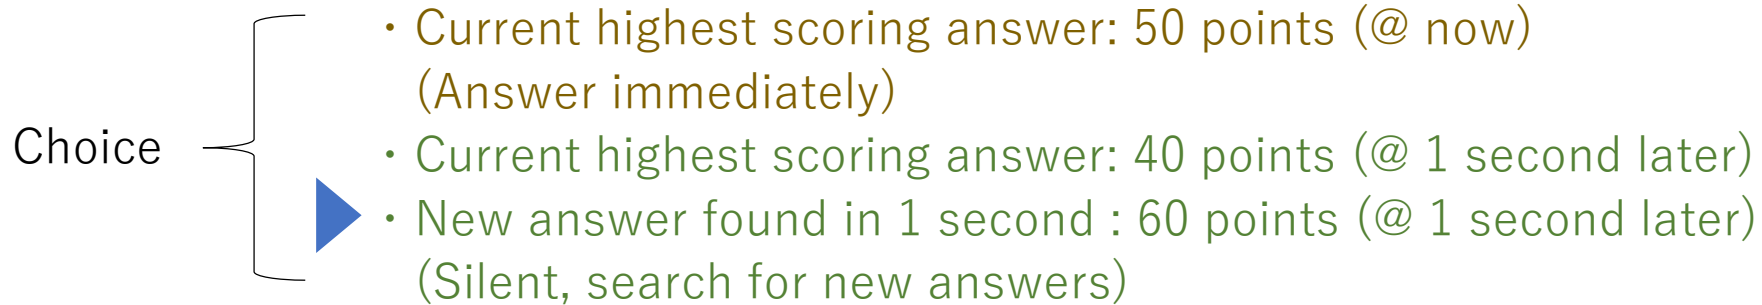 Choice
・Current highest scoring answer: 50 points (@ now)
(Answer immediately)
・Current highest scoring answer: 40 points (@ 1 second later)
・New answer found in 1 second : 60 points (@ 1 second later)
(Silent, search for new answers)